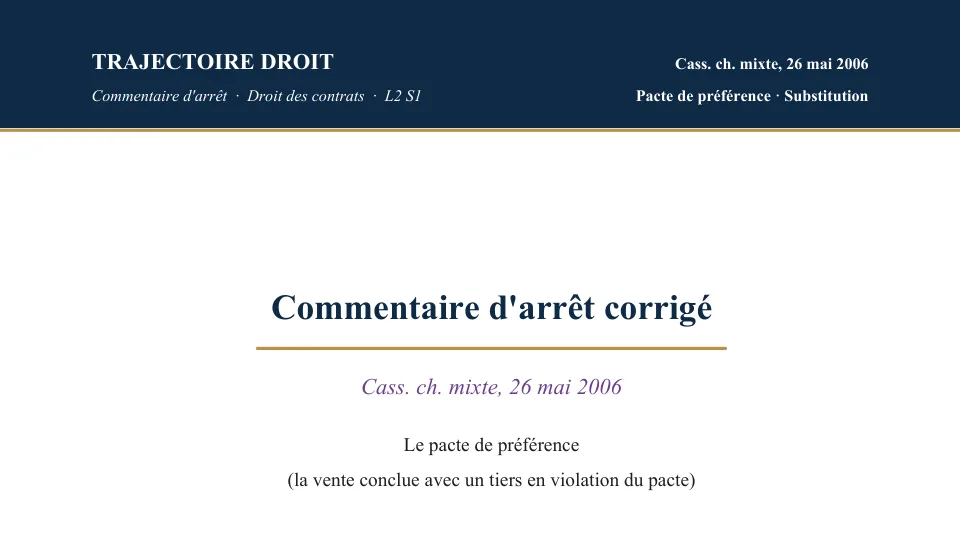 TRAJECTOIRE DROIT
Commentaire d'arrêt · Droit des contrats · L2 S1
Cass. ch. mixte, 26 mai 2006
Pacte de préférence · Substitution
Commentaire d'arrêt corrigé
Cass. ch. mixte, 26 mai 2006
Le pacte de préférence
(la vente conclue avec un tiers en violation du pacte)